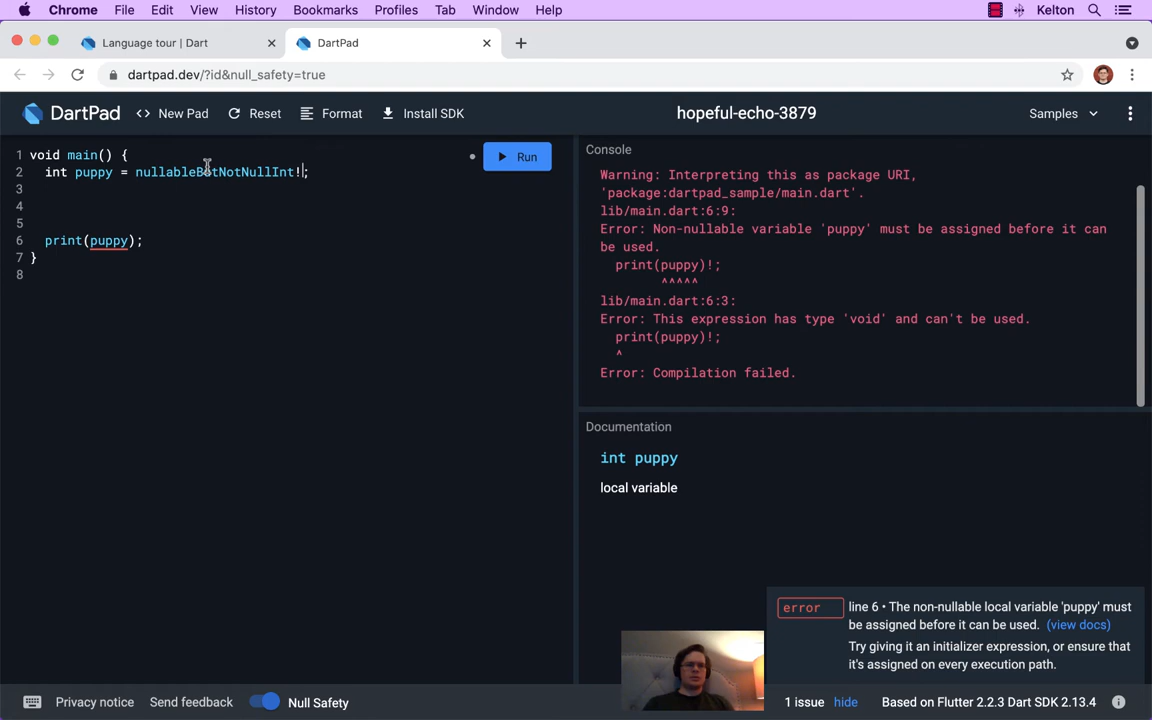 Chrome File Edit View History Bookmarks Profiles Tab Window Help Kelton
Language tour | Dart
DartPad
dartpad.dev/?id&null_safety=true
DartPad
New Pad
Reset
Format
Install SDK
hopeful-echo-3879
Samples
1 void main() {
2 int puppy = nullableButNotNullInt!;
3
4
5
6 print(puppy);
7 }
8
Run
Console
Warning: Interpreting this as package URI,
'package:dartpad_sample/main.dart'.
lib/main.dart:6:9:
Error: Non-nullable variable 'puppy' must be assigned before it can
be used.
print(puppy)!;
^^^^^
lib/main.dart:6:3:
Error: This expression has type 'void' and can't be used.
print(puppy)!;
^
Error: Compilation failed.
Documentation
int puppy
local variable
error
line 6 • The non-nullable local variable 'puppy' must
be assigned before it can be used. (view docs)
Try giving it an initializer expression, or ensure that
it's assigned on every execution path.
Privacy notice
Send feedback
Null Safety
1 issue hide
Based on Flutter 2.2.3 Dart SDK 2.13.4